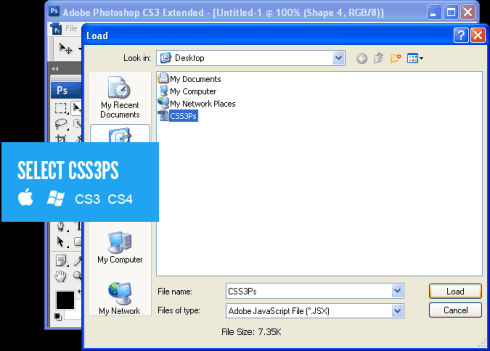 Adobe Photoshop CS3 Extended - [Untitled-1 @ 100% (Shape 4, RGB/8)]
Ps File
Load
Look in: Desktop
Ps
My Recent
Documents
My Documents
My Computer
My Network Places
CSS3Ps
SELECT CSS3PS
CS3 CS4
My Computer
My Network
File name: CSS3Ps Load
Files of type: Adobe JavaScript File (*.JSX) Cancel
File Size: 7.35K